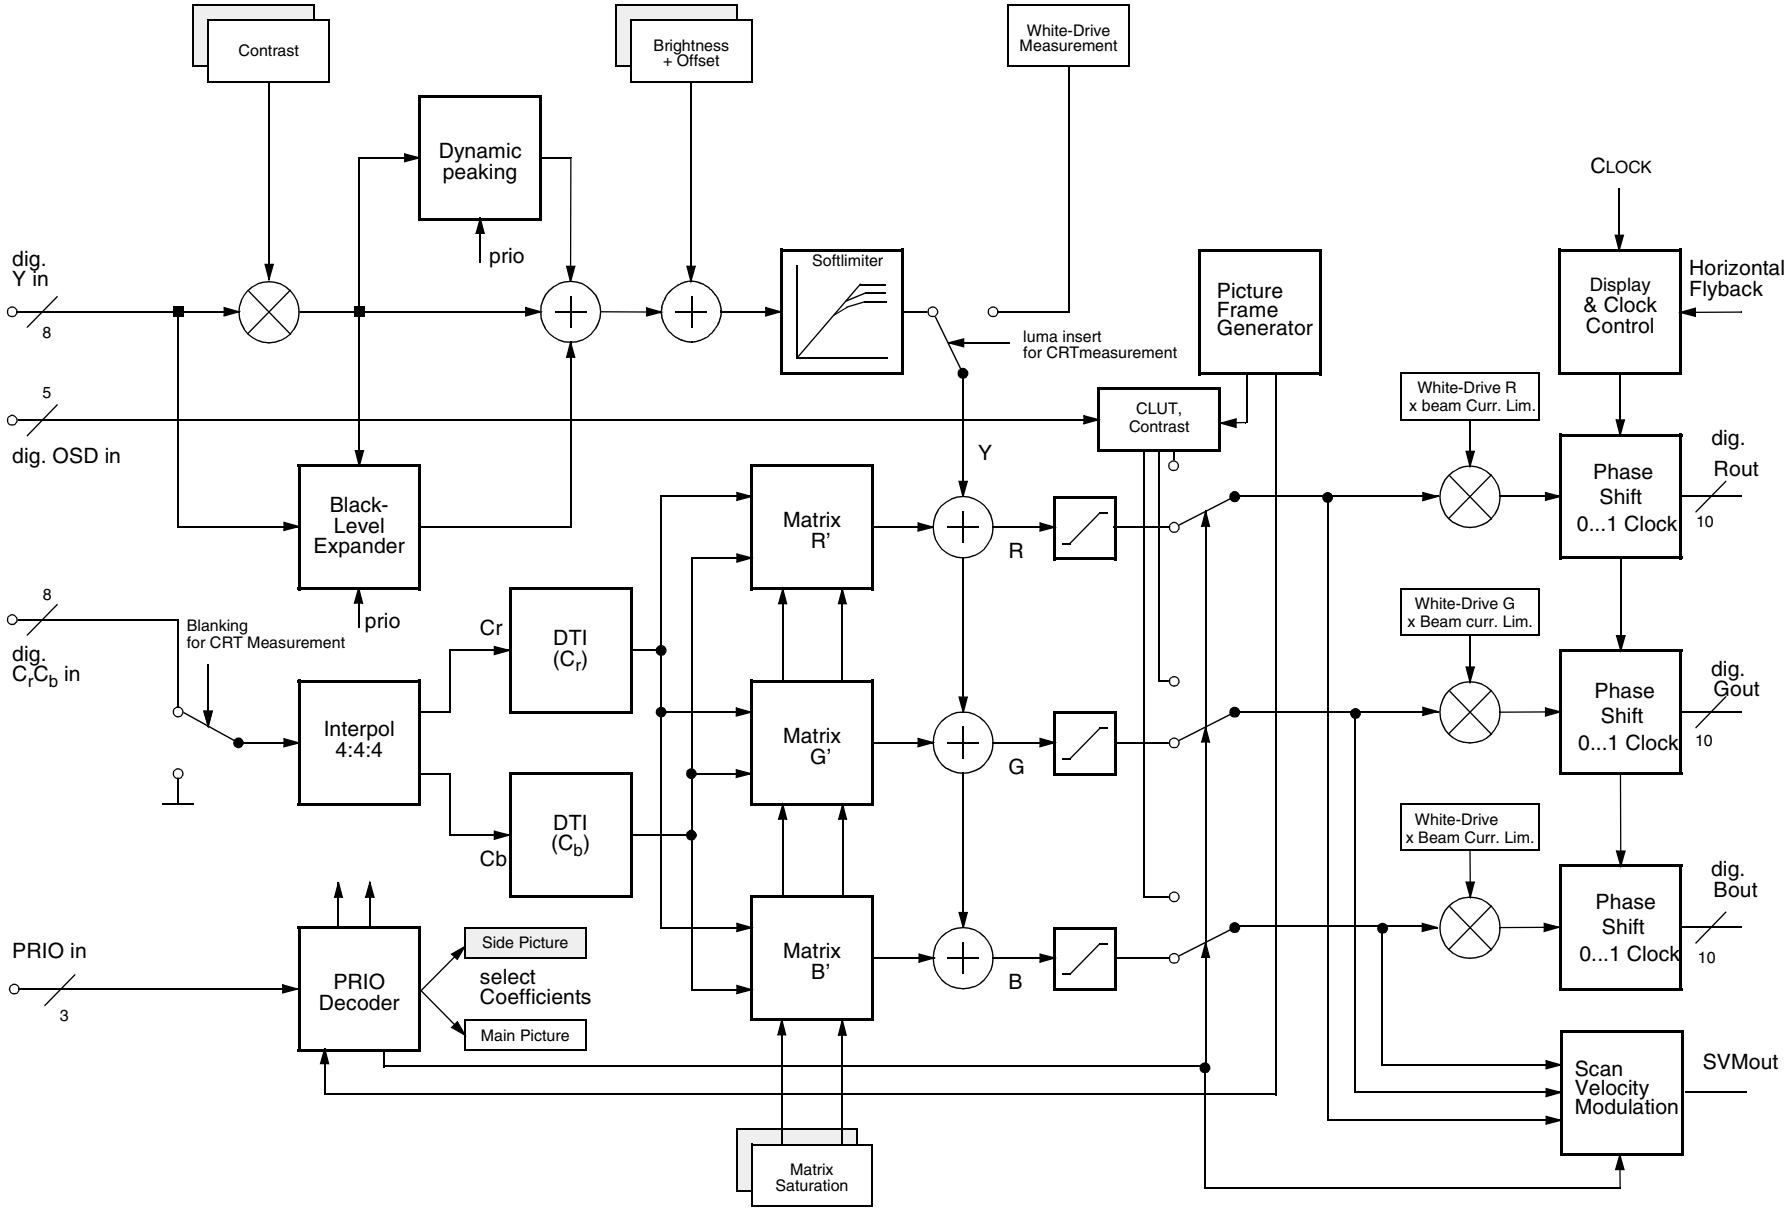 Contrast
Brightness
+ Offset
White-Drive
Measurement
Dynamic
peaking
prio
dig.
Y in
8
Softlimiter
luma insert
for CRTmeasurement
Picture
Frame
Generator
CLOCK
Display
& Clock
Control
Horizontal
Flyback
5
dig. OSD in
CLUT,
Contrast
Y
White-Drive R
x beam Curr. Lim.
Black-
Level
Expander
prio
Matrix
R'
R
Phase
Shift
0...1 Clock
dig.
Rout
10
8
dig.
CrCb in
Blanking
for CRT Measurement
Interpol
4:4:4
Cr
DTI
(Cr)
Cb
DTI
(Cb)
Matrix
G'
G
White-Drive G
x Beam curr. Lim.
Phase
Shift
0...1 Clock
dig.
Gout
10
White-Drive
x Beam Curr. Lim.
Matrix
B'
B
Phase
Shift
0...1 Clock
dig.
Bout
10
PRIO in
3
PRIO
Decoder
Side Picture
select
Coefficients
Main Picture
Scan
Velocity
Modulation
SVMout
Matrix
Saturation